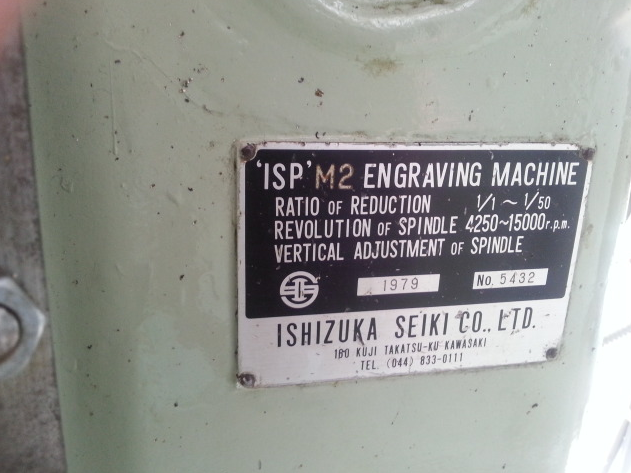 'ISP' M2 ENGRAVING MACHINE
RATIO OF REDUCTION 1/1 ~ 1/50
REVOLUTION OF SPINDLE 4250~15000r.p.m.
VERTICAL ADJUSTMENT OF SPINDLE
1979 No. 5432
ISHIZUKA SEIKI CO., LTD.
160 KUJI TAKATSU-KU KAWASAKI
TEL. (044) 833-0111